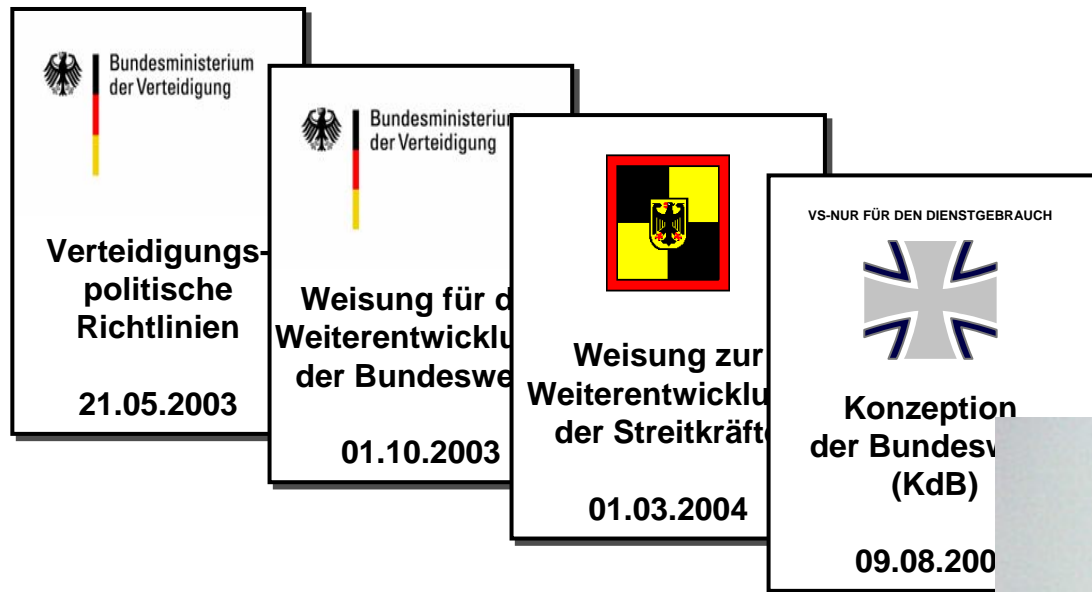 Bundesministerium
der Verteidigung
Verteidigungs-
politische
Richtlinien
21.05.2003
Bundesministeriu
der Verteidigung
Weisung für d
Weiterentwicklu
der Bundeswe
01.10.2003
Weisung zur
Weiterentwicklu
der Streitkräfte
01.03.2004
VS-NUR FÜR DEN DIENSTGEBRAUCH
Konzeption
der Bundesw
(KdB)
09.08.200